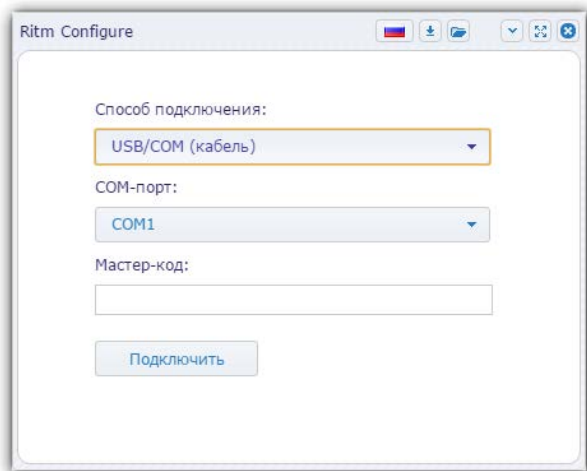 Ritm Configure
Способ подключения:
USB/COM (кабель)
COM-порт:
COM1
Мастер-код:
Подключить